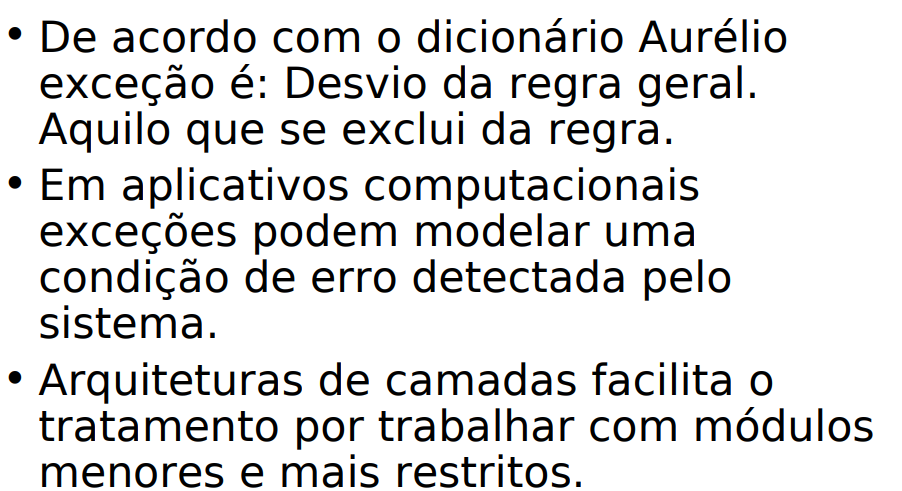 • De acordo com o dicionário Aurélio
exceção é: Desvio da regra geral.
Aquilo que se exclui da regra.
• Em aplicativos computacionais
exceções podem modelar uma
condição de erro detectada pelo
sistema.
• Arquiteturas de camadas facilita o
tratamento por trabalhar com módulos
menores e mais restritos.